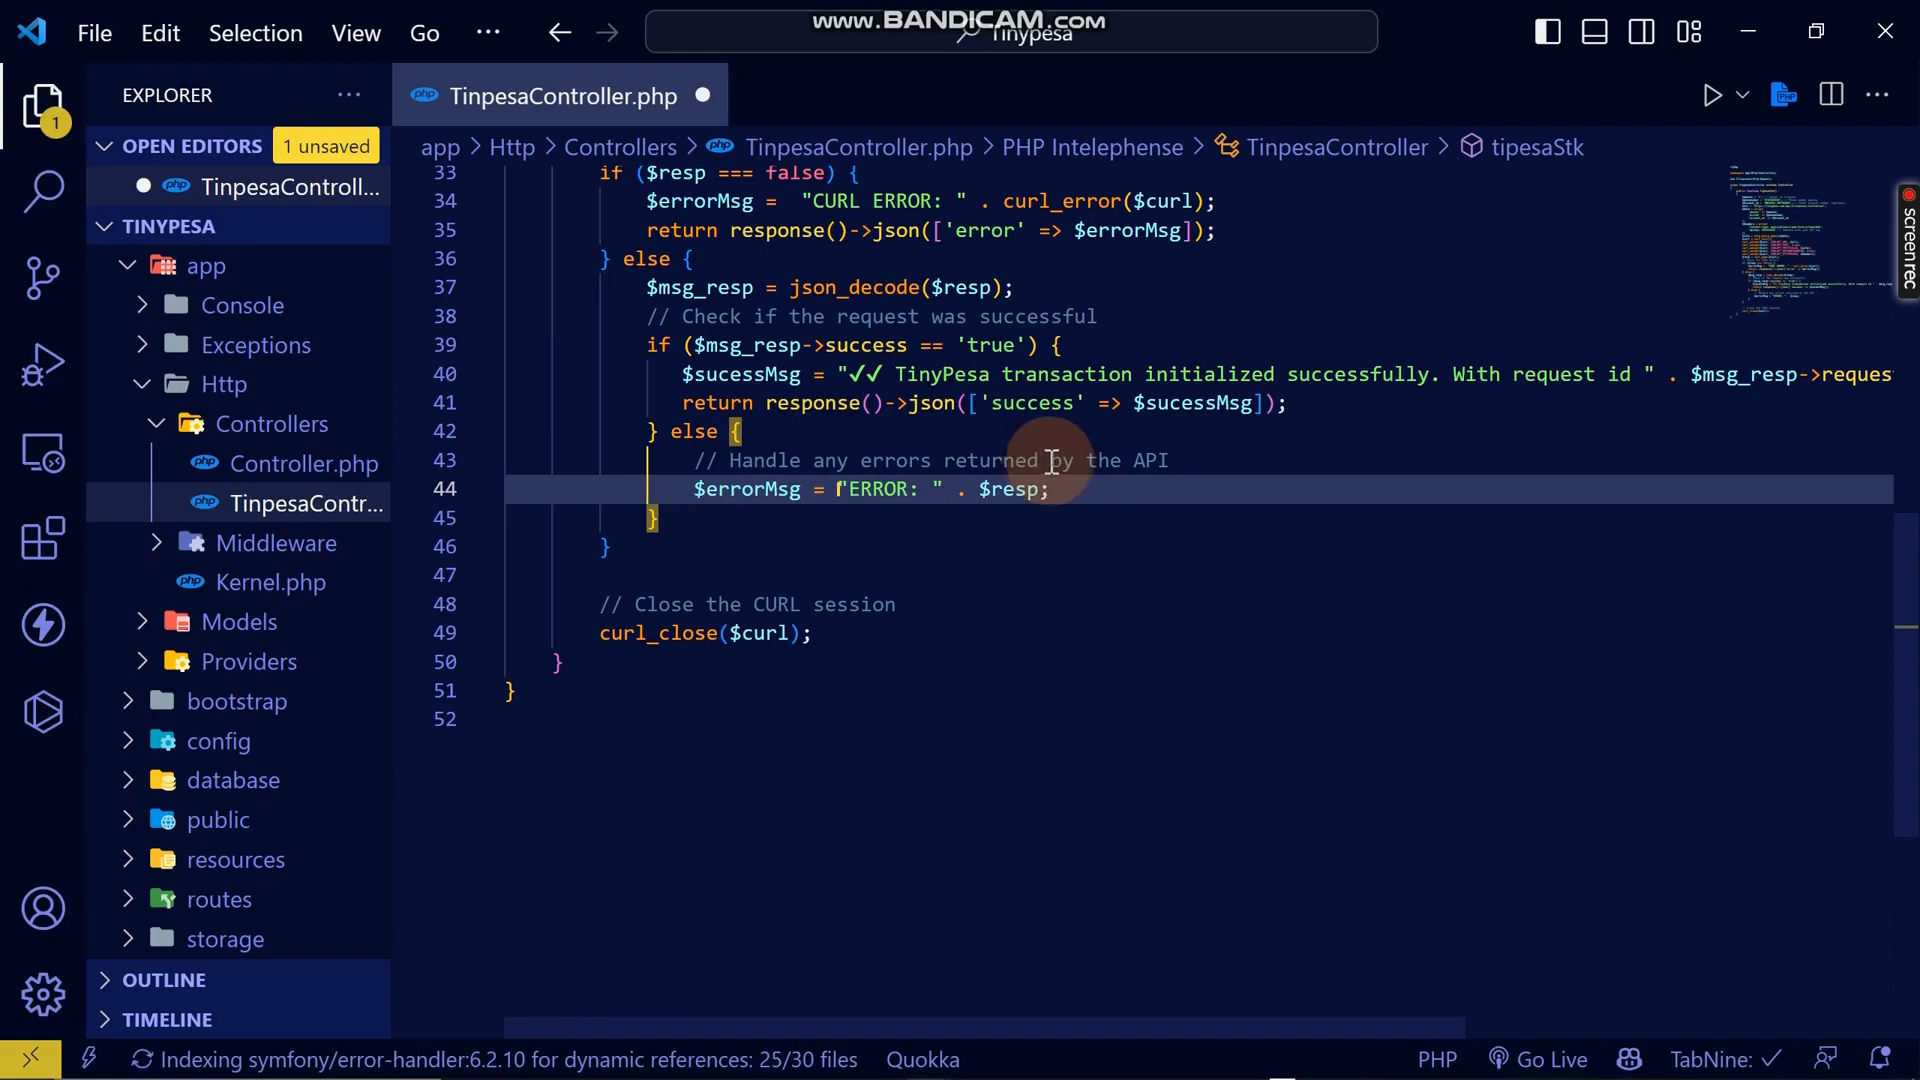 www.BANDICAM.com
File Edit Selection View Go ··· Tinypesa
EXPLORER ···
TinpesaController.php
OPEN EDITORS 1 unsaved
app > Http > Controllers > TinpesaController.php > PHP Intelephense > TinpesaController > tipesaStk
TinpesaControll...
TINYPESA
app
Console
Exceptions
Http
Controllers
Controller.php
TinpesaContr...
Middleware
Kernel.php
Models
Providers
bootstrap
config
database
public
resources
routes
storage
OUTLINE
TIMELINE
1
33 if ($resp === false) {
34 $errorMsg =  "CURL ERROR: " . curl_error($curl);
35 return response()->json(['error' => $errorMsg]);
36 } else {
37 $msg_resp = json_decode($resp);
38 // Check if the request was successful
39 if ($msg_resp->success == 'true') {
40 $sucessMsg = "✓✓ TinyPesa transaction initialized successfully. With request id " . $msg_resp->reques
41 return response()->json(['success' => $sucessMsg]);
42 } else {
43 // Handle any errors returned by the API
44 $errorMsg = "ERROR: " . $resp;
45 }
46 }
47
48 // Close the CURL session
49 curl_close($curl);
50 }
51 }
52
screenrec
Indexing symfony/error-handler:6.2.10 for dynamic references: 25/30 files Quokka PHP Go Live TabNine: ✓